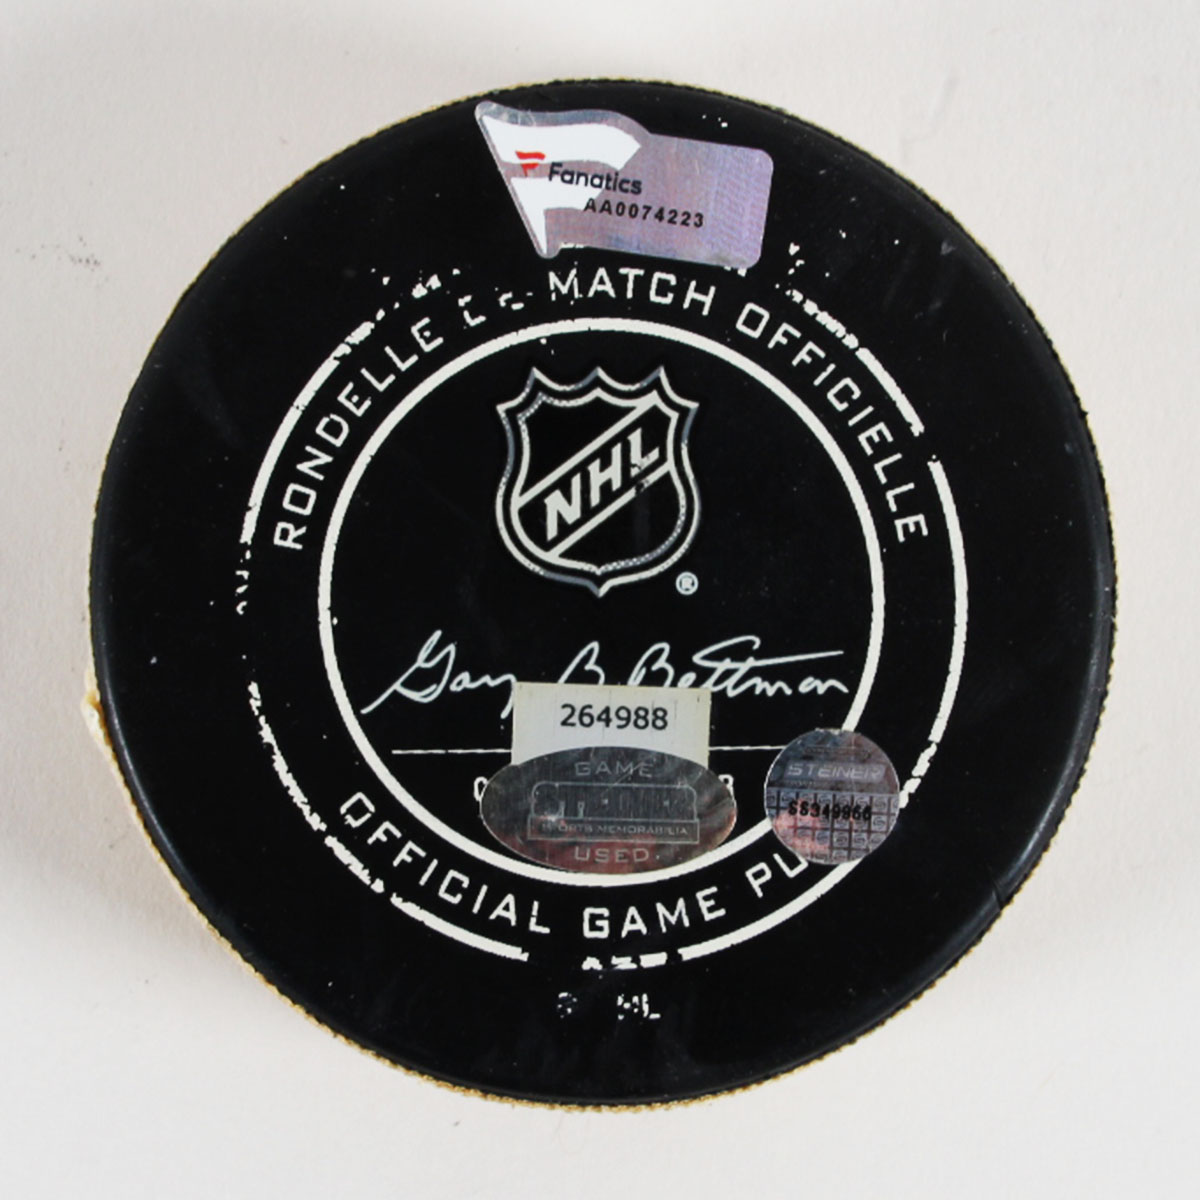 Fanatics
AA0074223
RONDELLE MATCH OFFICIELLE
NHL
®
Gary B. Bettman
264988
GAME
STEINER
SPORTS MEMORABILIA
USED
STEINER
OFFICIAL GAME PU